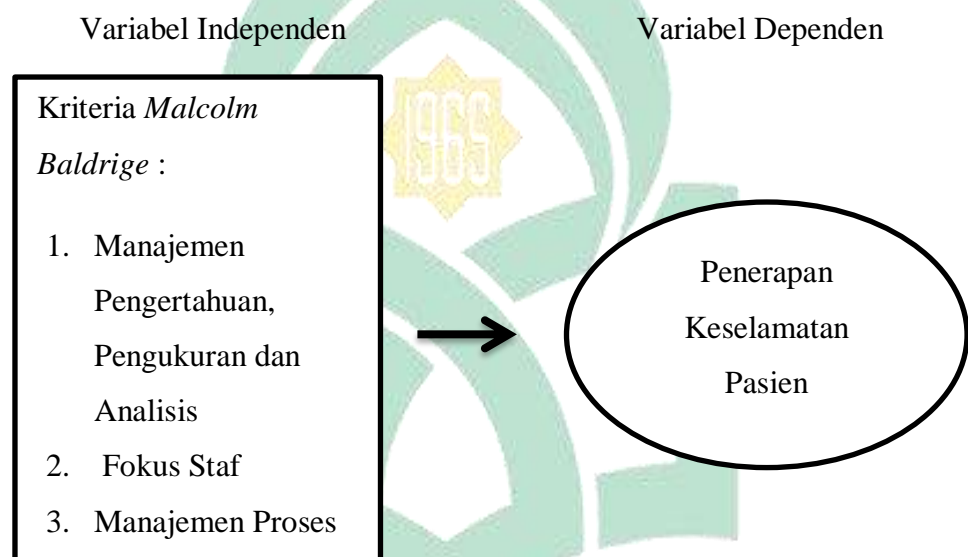 Variabel Independen
Variabel Dependen
Kriteria Malcolm
Baldrige :
1. Manajemen
Pengertahuan,
Pengukuran dan
Analisis
2. Fokus Staf
3. Manajemen Proses
1965
Penerapan
Keselamatan
Pasien